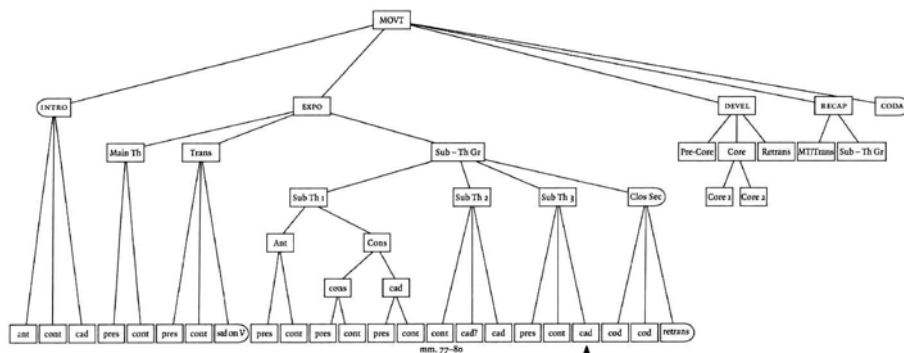 MOVT
INTRO EXPO DEVEL RECAP CODA
Main Th Trans Sub – Th Gr Pre-Core Core Retrans MT/Trans Sub–Th Gr
Sub Th 1 Sub Th 2 Sub Th 3 Clos Sec Core 1 Core 2
Ant Cons
cons cad
ant cont cad pres cont pres cont std on V pres cont pres cont pres cont cont cad? cad pres cont cad cod cod retrans
mm. 77–80